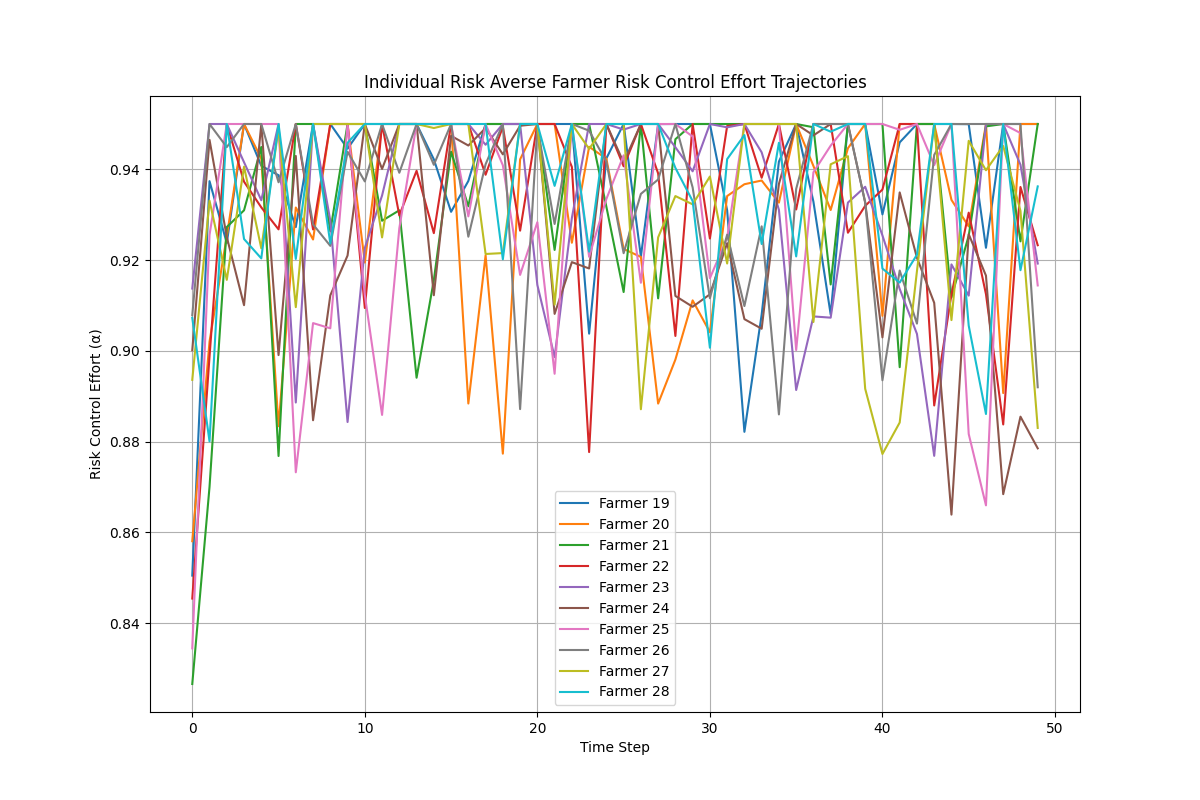 Individual Risk Averse Farmer Risk Control Effort Trajectories
Risk Control Effort (α)
0.94
0.92
0.90
0.88
0.86
0.84
Farmer 19
Farmer 20
Farmer 21
Farmer 22
Farmer 23
Farmer 24
Farmer 25
Farmer 26
Farmer 27
Farmer 28
0 10 20 30 40 50
Time Step